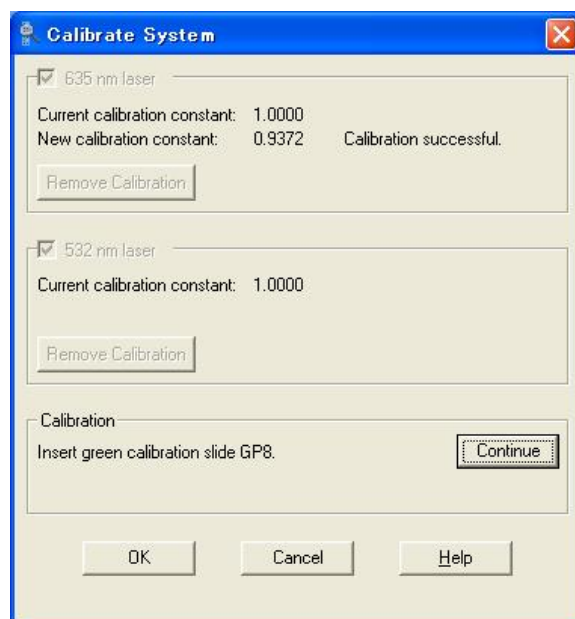 Calibrate System
635 nm laser
Current calibration constant: 1.0000
New calibration constant: 0.9372 Calibration successful.
Remove Calibration
532 nm laser
Current calibration constant: 1.0000
Remove Calibration
Calibration
Insert green calibration slide GP8.
Continue
OK Cancel Help